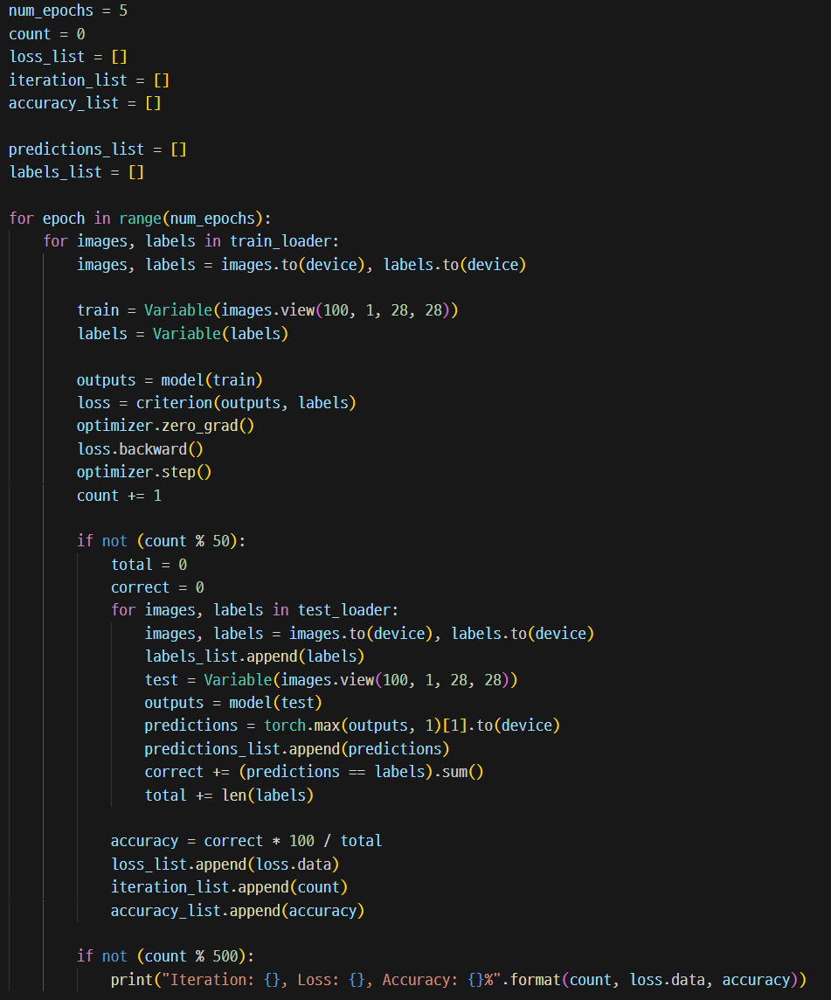 num_epochs = 5
count = 0
loss_list = []
iteration_list = []
accuracy_list = []

predictions_list = []
labels_list = []

for epoch in range(num_epochs):
    for images, labels in train_loader:
        images, labels = images.to(device), labels.to(device)

        train = Variable(images.view(100, 1, 28, 28))
        labels = Variable(labels)

        outputs = model(train)
        loss = criterion(outputs, labels)
        optimizer.zero_grad()
        loss.backward()
        optimizer.step()
        count += 1

        if not (count % 50):
            total = 0
            correct = 0
            for images, labels in test_loader:
                images, labels = images.to(device), labels.to(device)
                labels_list.append(labels)
                test = Variable(images.view(100, 1, 28, 28))
                outputs = model(test)
                predictions = torch.max(outputs, 1)[1].to(device)
                predictions_list.append(predictions)
                correct += (predictions == labels).sum()
                total += len(labels)

            accuracy = correct * 100 / total
            loss_list.append(loss.data)
            iteration_list.append(count)
            accuracy_list.append(accuracy)

        if not (count % 500):
            print("Iteration: {}, Loss: {}, Accuracy: {}%".format(count, loss.data, accuracy))